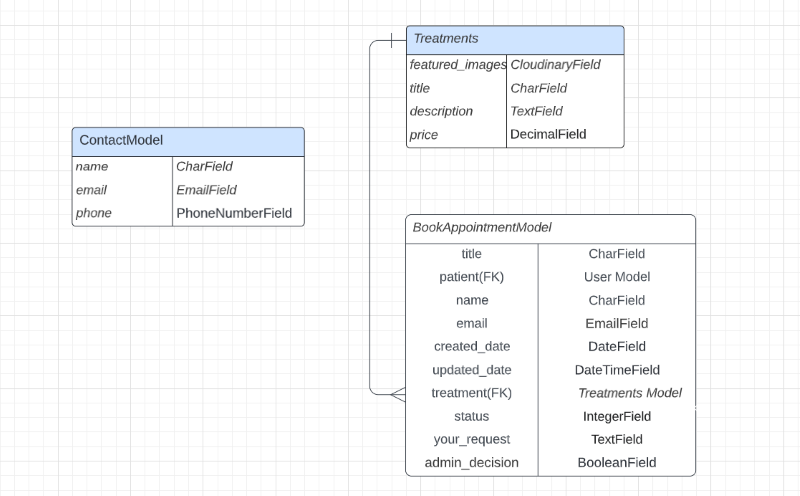 Treatments
featured_images CloudinaryField
title CharField
description TextField
price DecimalField
ContactModel
name CharField
email EmailField
phone PhoneNumberField
BookAppointmentModel
title CharField
patient(FK) User Model
name CharField
email EmailField
created_date DateField
updated_date DateTimeField
treatment(FK) Treatments Model
status IntegerField
your_request TextField
admin_decision BooleanField